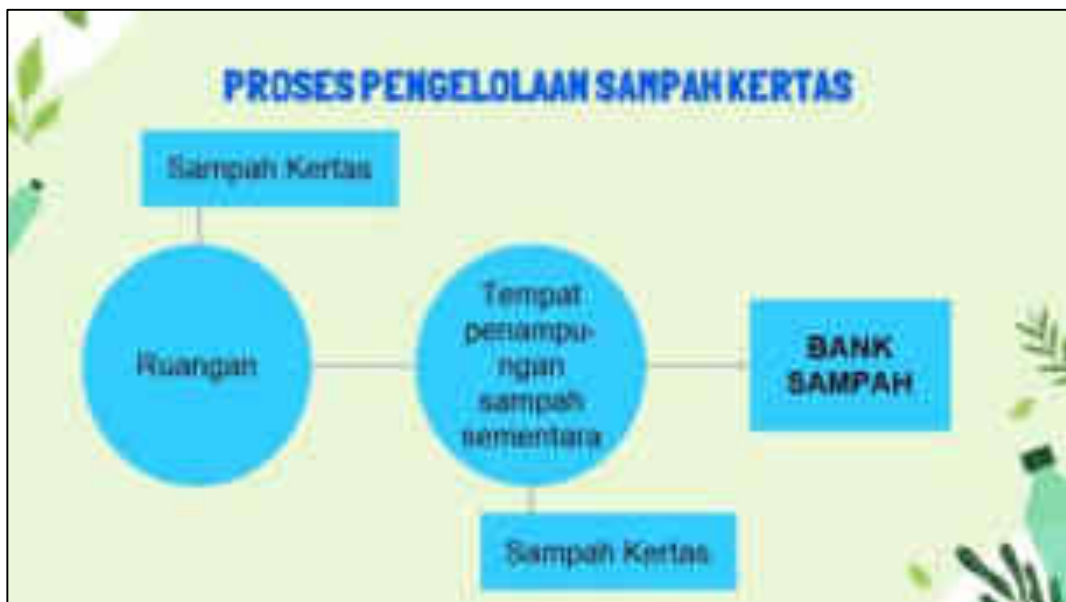 PROSES PENGELOLAAN SAMPAH KERTAS
Sampah Kertas
Ruangan
Tempat
penampu-
ngan
sampah
sementara
BANK
SAMPAH
Sampah Kertas